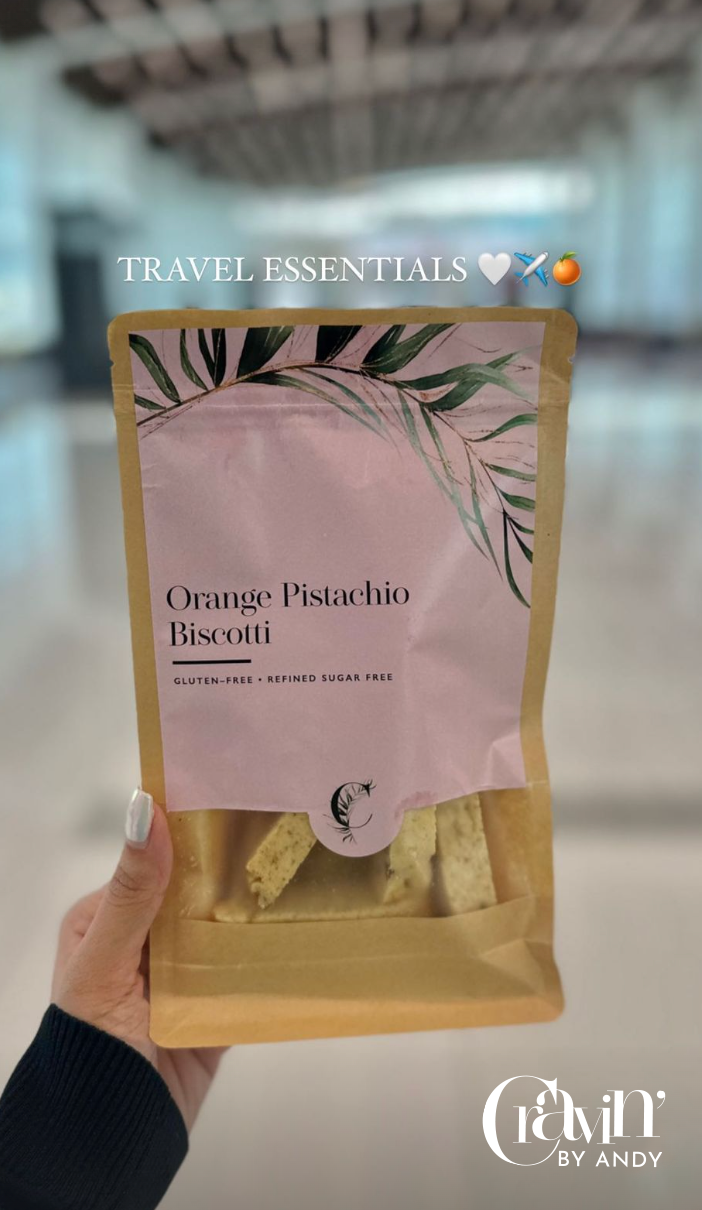 TRAVEL ESSENTIALS 🤍✈️🍊
Orange Pistachio
Biscotti
GLUTEN-FREE • REFINED SUGAR FREE
C
Cravin'
BY ANDY